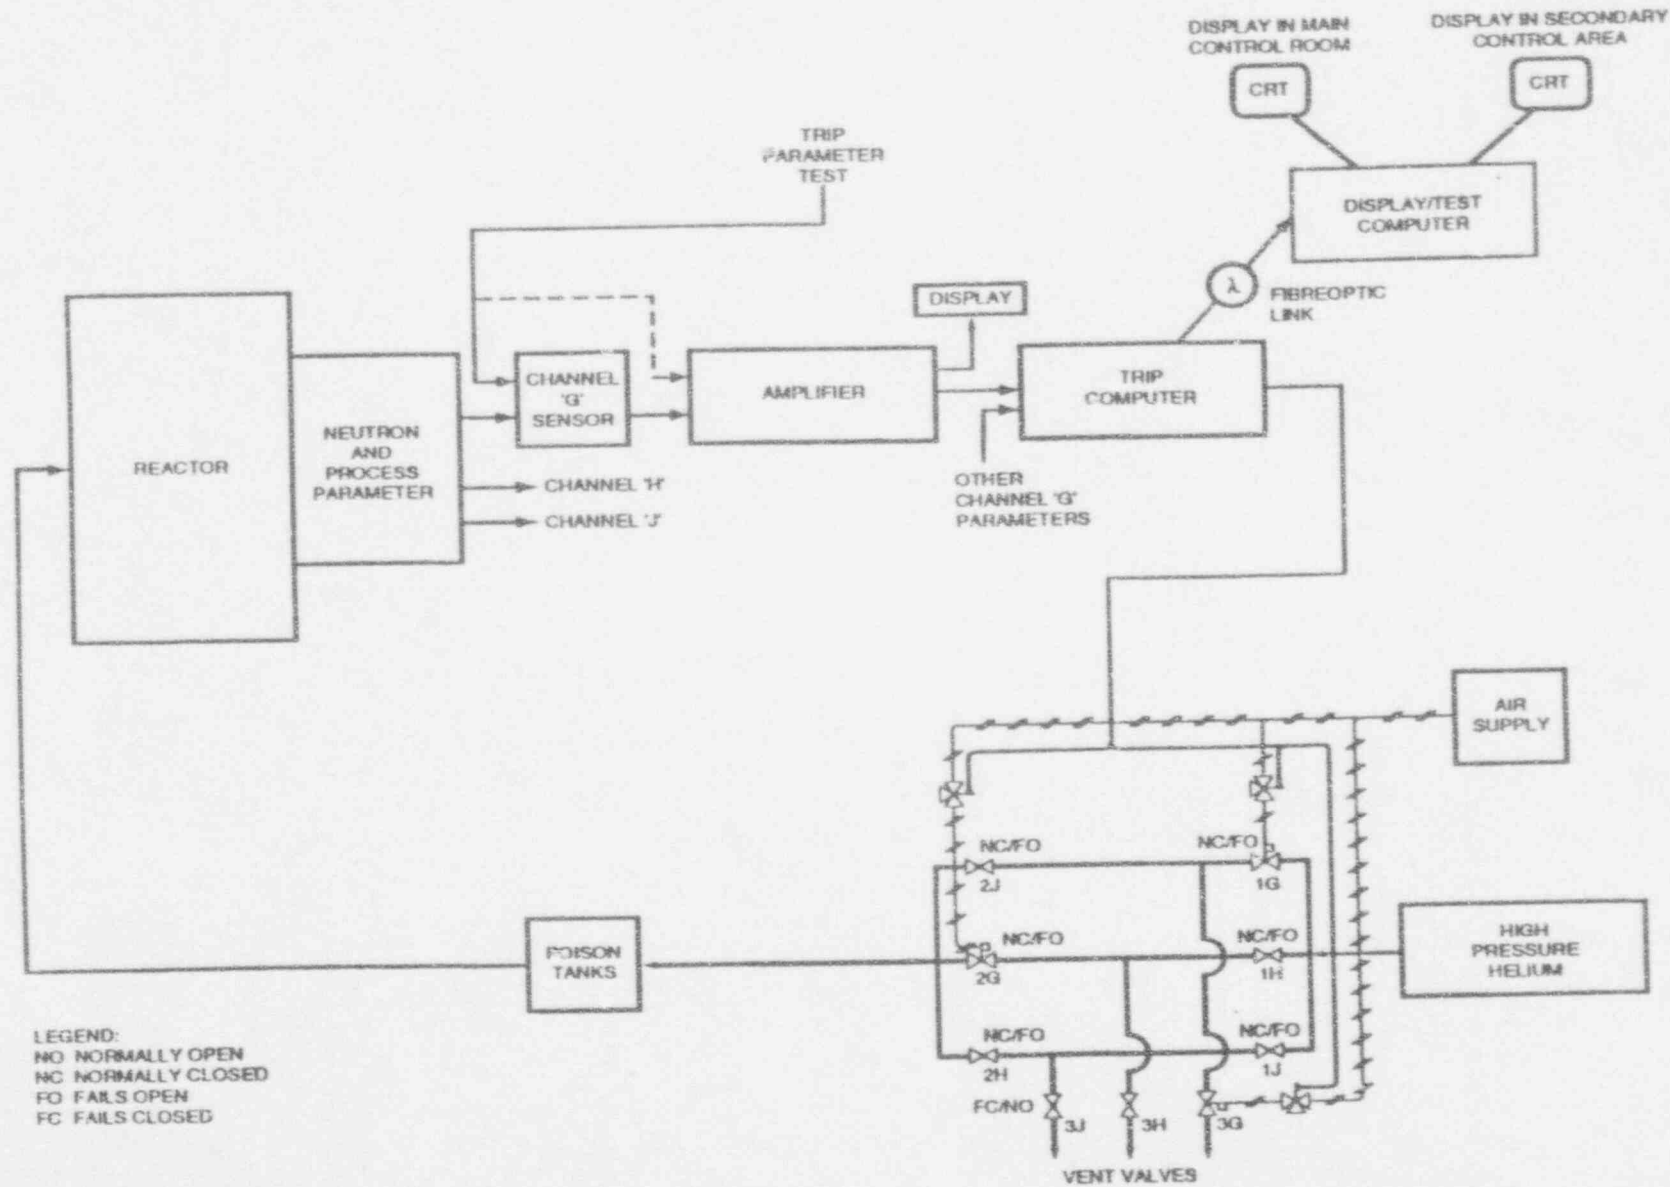 DISPLAY IN MAIN
CONTROL ROOM
DISPLAY IN SECONDARY
CONTROL AREA
CRT
CRT
TRIP
PARAMETER
TEST
DISPLAY/TEST
COMPUTER
λ
FIBREOPTIC
LINK
DISPLAY
REACTOR
NEUTRON
AND
PROCESS
PARAMETER
CHANNEL
'G'
SENSOR
AMPLIFIER
TRIP
COMPUTER
CHANNEL 'H'
CHANNEL 'J'
OTHER
CHANNEL 'G'
PARAMETERS
AIR
SUPPLY
NC/FO
2J
NC/FO
1G
NC/FO
2G
NC/FO
1H
HIGH
PRESSURE
HELIUM
POISON
TANKS
NC/FO
2H
NC/FO
1J
FC/NO
3J
3H
3G
VENT VALVES
LEGEND:
NO NORMALLY OPEN
NC NORMALLY CLOSED
FO FAILS OPEN
FC FAILS CLOSED